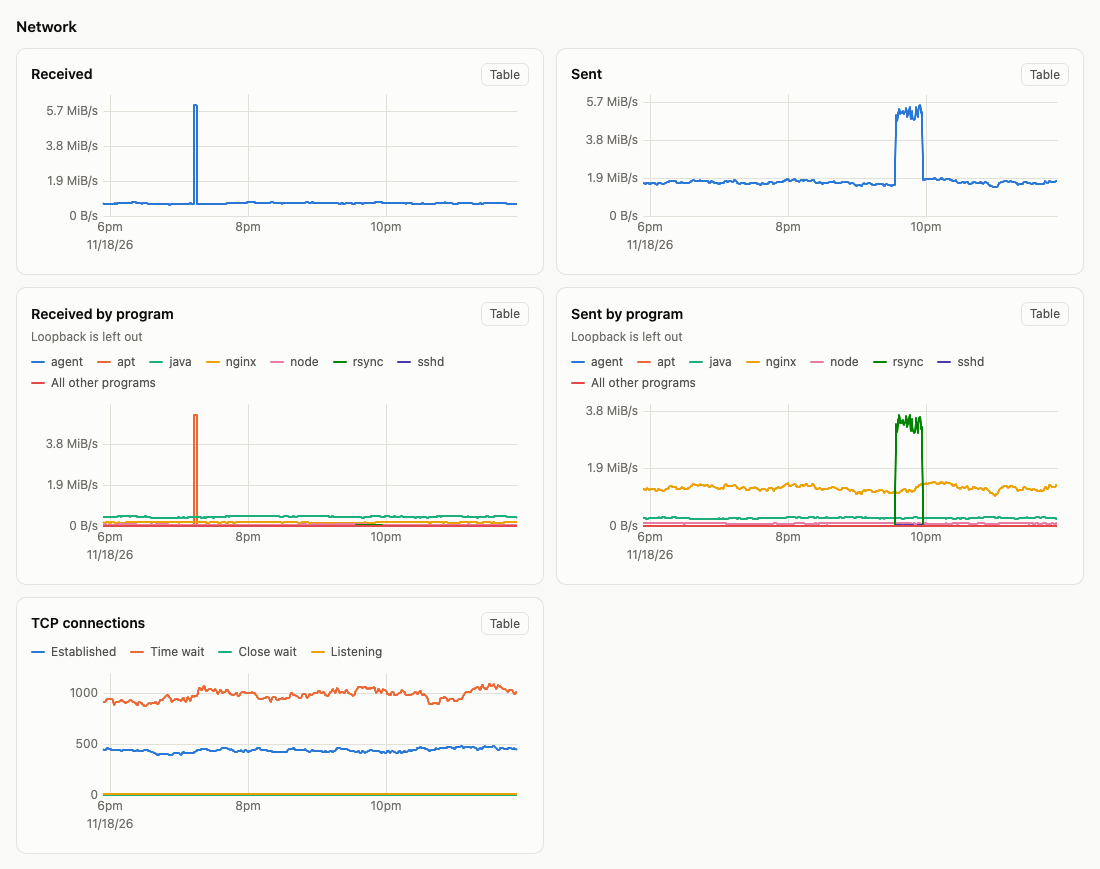 Network
Received
Table
5.7 MiB/s
3.8 MiB/s
1.9 MiB/s
0 B/s
6pm 8pm 10pm
11/18/26
Sent
Table
5.7 MiB/s
3.8 MiB/s
1.9 MiB/s
0 B/s
6pm 8pm 10pm
11/18/26
Received by program
Table
Loopback is left out
agent apt java nginx node rsync sshd
All other programs
3.8 MiB/s
1.9 MiB/s
0 B/s
6pm 8pm 10pm
11/18/26
Sent by program
Table
Loopback is left out
agent apt java nginx node rsync sshd
All other programs
3.8 MiB/s
1.9 MiB/s
0 B/s
6pm 8pm 10pm
11/18/26
TCP connections
Table
Established Time wait Close wait Listening
1000
500
0
6pm 8pm 10pm
11/18/26